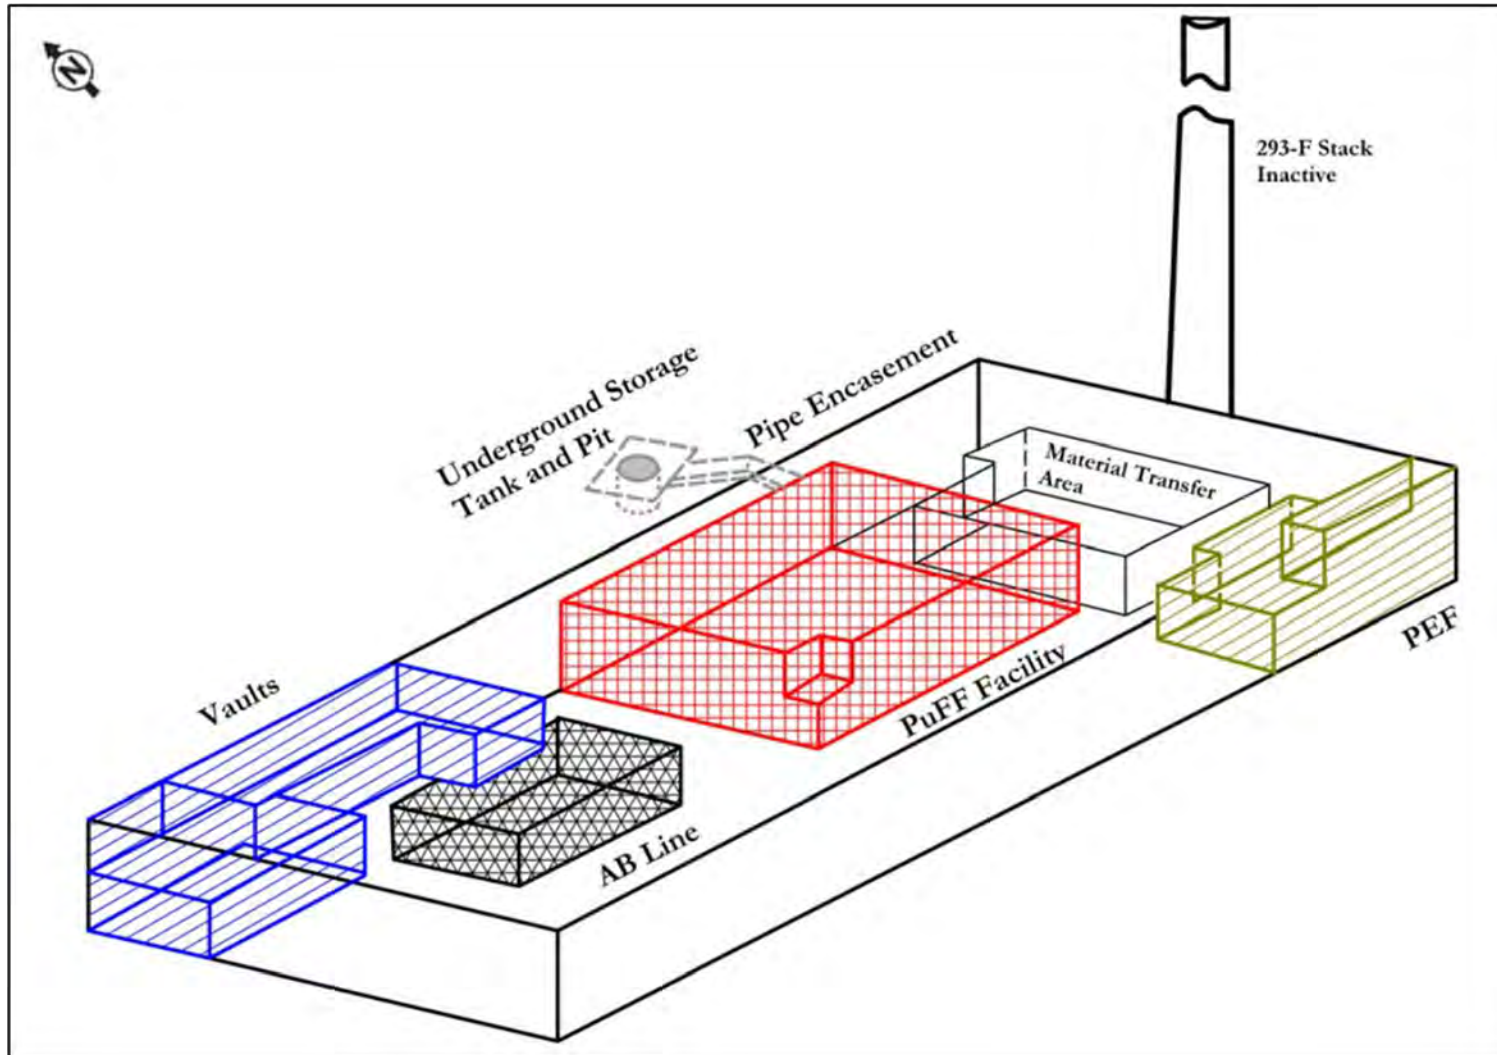 N
293-F Stack
Inactive
Underground Storage
Tank and Pit
Pipe Encasement
Material Transfer
Area
PEF
PuFF Facility
Vaults
AB Line